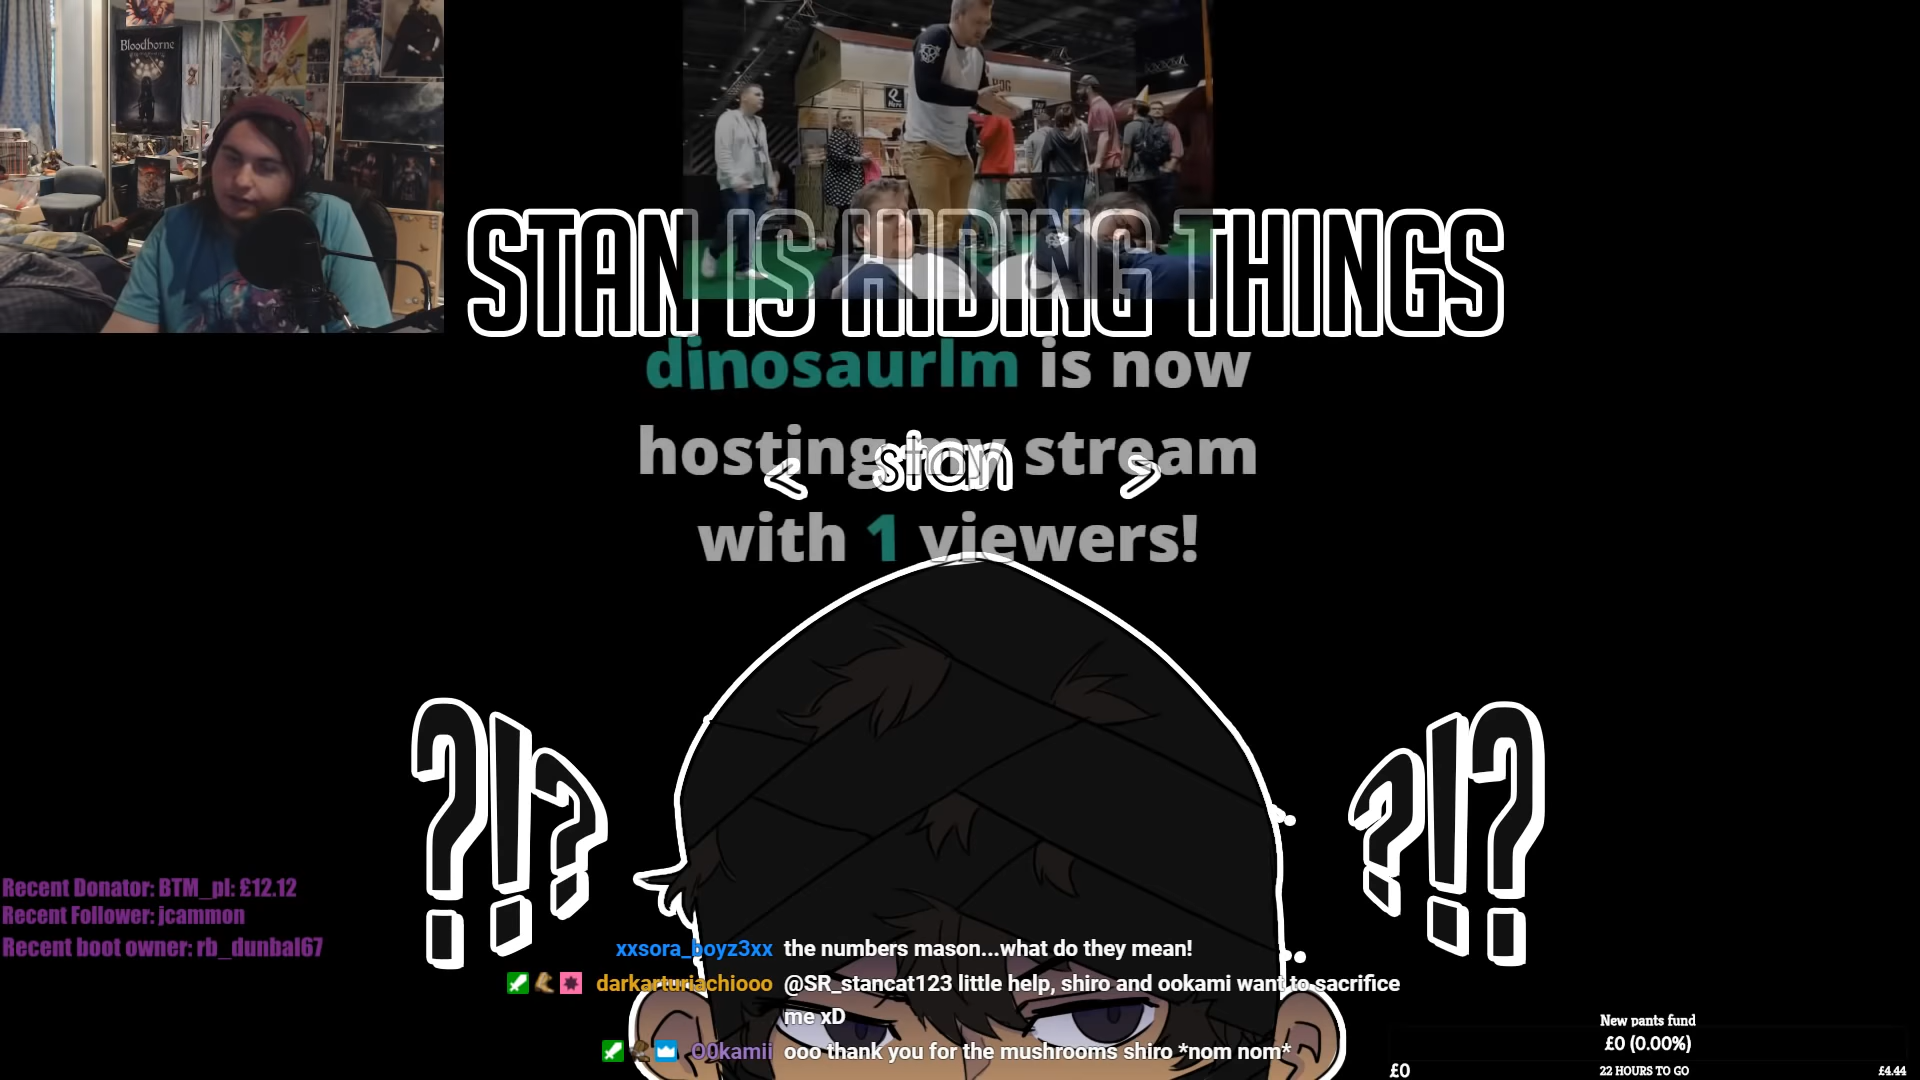 Bloodborne
STAN IS HIDING THINGS
dinosaurlm is now
hosting my stream
with 1 viewers!
< stan >
?!?
?!?
Recent Donator: BTM_pl: £12.12
Recent Follower: jcammon
Recent boot owner: rb_dunbal67
xxsora_boyz3xx the numbers mason...what do they mean!
darkarturiachiooo @SR_stancat123 little help, shiro and ookami want to sacrifice
me xD
O0kamii ooo thank you for the mushrooms shiro *nom nom*
New pants fund
£0 (0.00%)
£0 22 HOURS TO GO £4.44